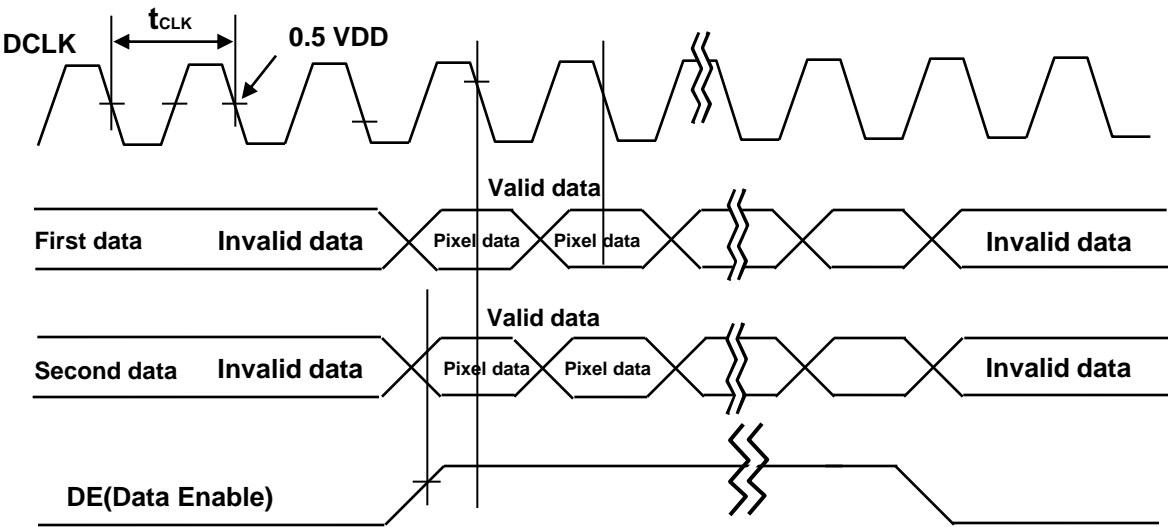 tCLK
DCLK
0.5 VDD
Valid data
First data Invalid data Pixel data Pixel data Invalid data
Valid data
Second data Invalid data Pixel data Pixel data Invalid data
DE(Data Enable)